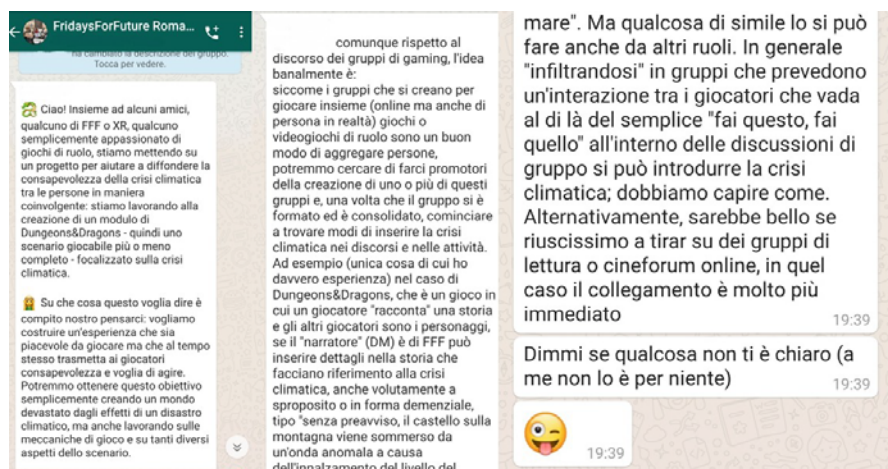 FridaysForFuture Roma...
ha cambiato la descrizione del gruppo.
Tocca per vedere.
Ciao! Insieme ad alcuni amici,
qualcuno di FFF o XR, qualcuno
semplicemente appassionato di
giochi di ruolo, stiamo mettendo su
un progetto per aiutare a diffondere la
consapevolezza della crisi climatica
tra le persone in maniera
coinvolgente: stiamo lavorando alla
creazione di un modulo di
Dungeons&Dragons - quindi uno
scenario giocabile più o meno
completo - focalizzato sulla crisi
climatica.
Su che cosa questo voglia dire è
compito nostro pensarci: vogliamo
costruire un'esperienza che sia
piacevole da giocare ma che al tempo
stesso trasmetta ai giocatori
consapevolezza e voglia di agire.
Potremmo ottenere questo obiettivo
semplicemente creando un mondo
devastato dagli effetti di un disastro
climatico, ma anche lavorando sulle
meccaniche di gioco e su tanti diversi
aspetti dello scenario.
comunque rispetto al
discorso dei gruppi di gaming, l'idea
banalmente è:
siccome i gruppi che si creano per
giocare insieme (online ma anche di
persona in realtà) giochi o
videogiochi di ruolo sono un buon
modo di aggregare persone,
potremmo cercare di farci promotori
della creazione di uno o più di questi
gruppi e, una volta che il gruppo si è
formato ed è consolidato, cominciare
a trovare modi di inserire la crisi
climatica nei discorsi e nelle attività.
Ad esempio (unica cosa di cui ho
davvero esperienza) nel caso di
Dungeons&Dragons, che è un gioco in
cui un giocatore "racconta" una storia
e gli altri giocatori sono i personaggi,
se il "narratore" (DM) è di FFF può
inserire dettagli nella storia che
facciano riferimento alla crisi
climatica, anche volutamente a
sproposito o in forma demenziale,
tipo "senza preavviso, il castello sulla
montagna viene sommerso da
un'onda anomala a causa
dell'innalzamento del livello del
mare". Ma qualcosa di simile lo si può
fare anche da altri ruoli. In generale
"infiltrandosi" in gruppi che prevedono
un'interazione tra i giocatori che vada
al di là del semplice "fai questo, fai
quello" all'interno delle discussioni di
gruppo si può introdurre la crisi
climatica; dobbiamo capire come.
Alternativamente, sarebbe bello se
riuscissimo a tirar su dei gruppi di
lettura o cineforum online, in quel
caso il collegamento è molto più
immediato
19:39
Dimmi se qualcosa non ti è chiaro (a
me non lo è per niente)
19:39
19:39